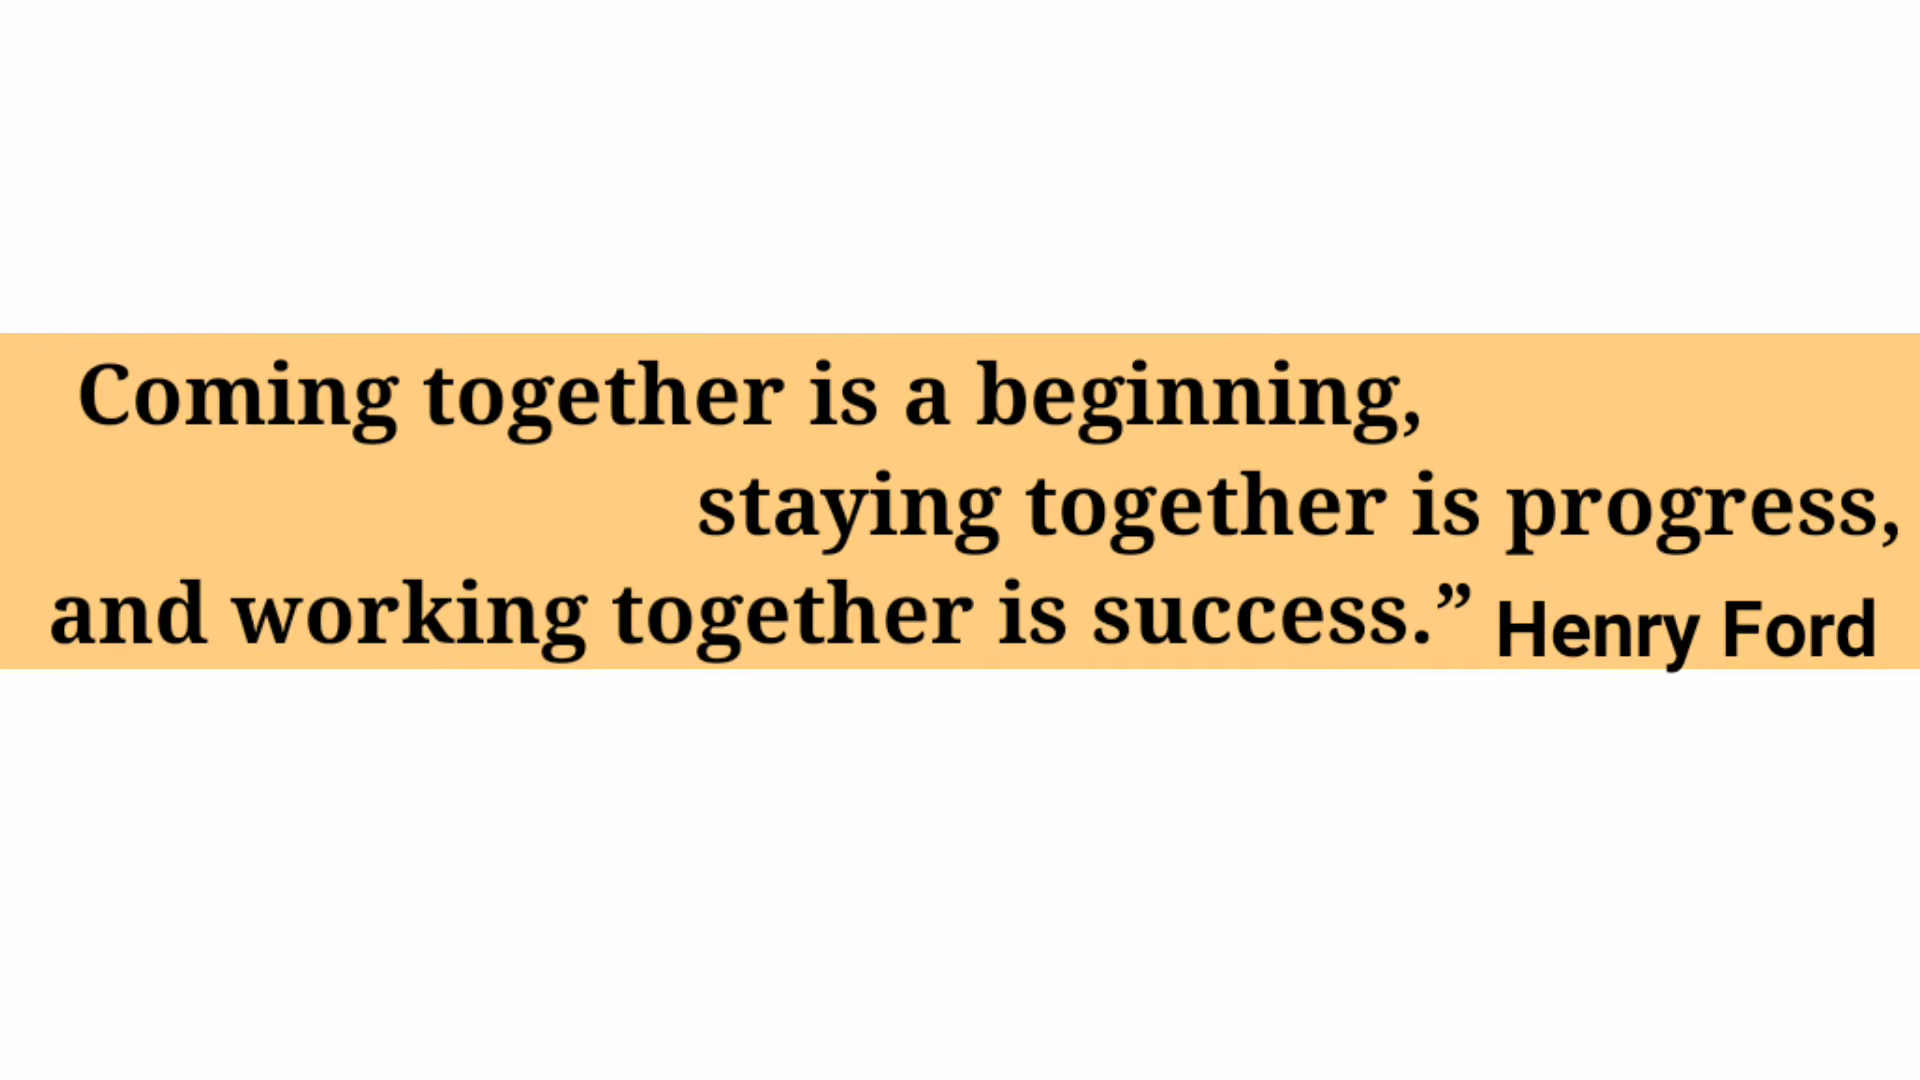 Coming together is a beginning,
staying together is progress,
and working together is success.” Henry Ford